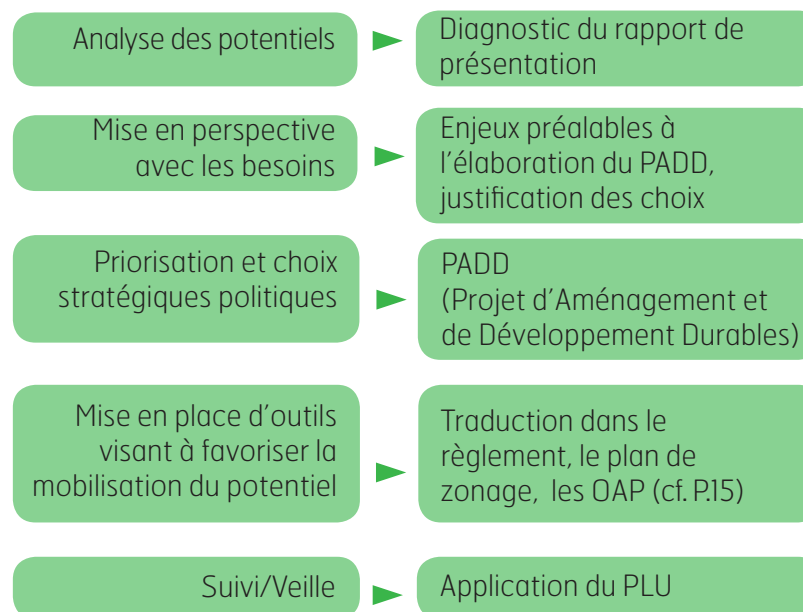 Analyse des potentiels
Diagnostic du rapport de
présentation
Mise en perspective
avec les besoins
Enjeux préalables à
l'élaboration du PADD,
justification des choix
Priorisation et choix
stratégiques politiques
PADD
(Projet d'Aménagement et
de Développement Durables)
Mise en place d'outils
visant à favoriser la
mobilisation du potentiel
Traduction dans le
règlement, le plan de
zonage, les OAP (cf. P.15)
Suivi/Veille
Application du PLU